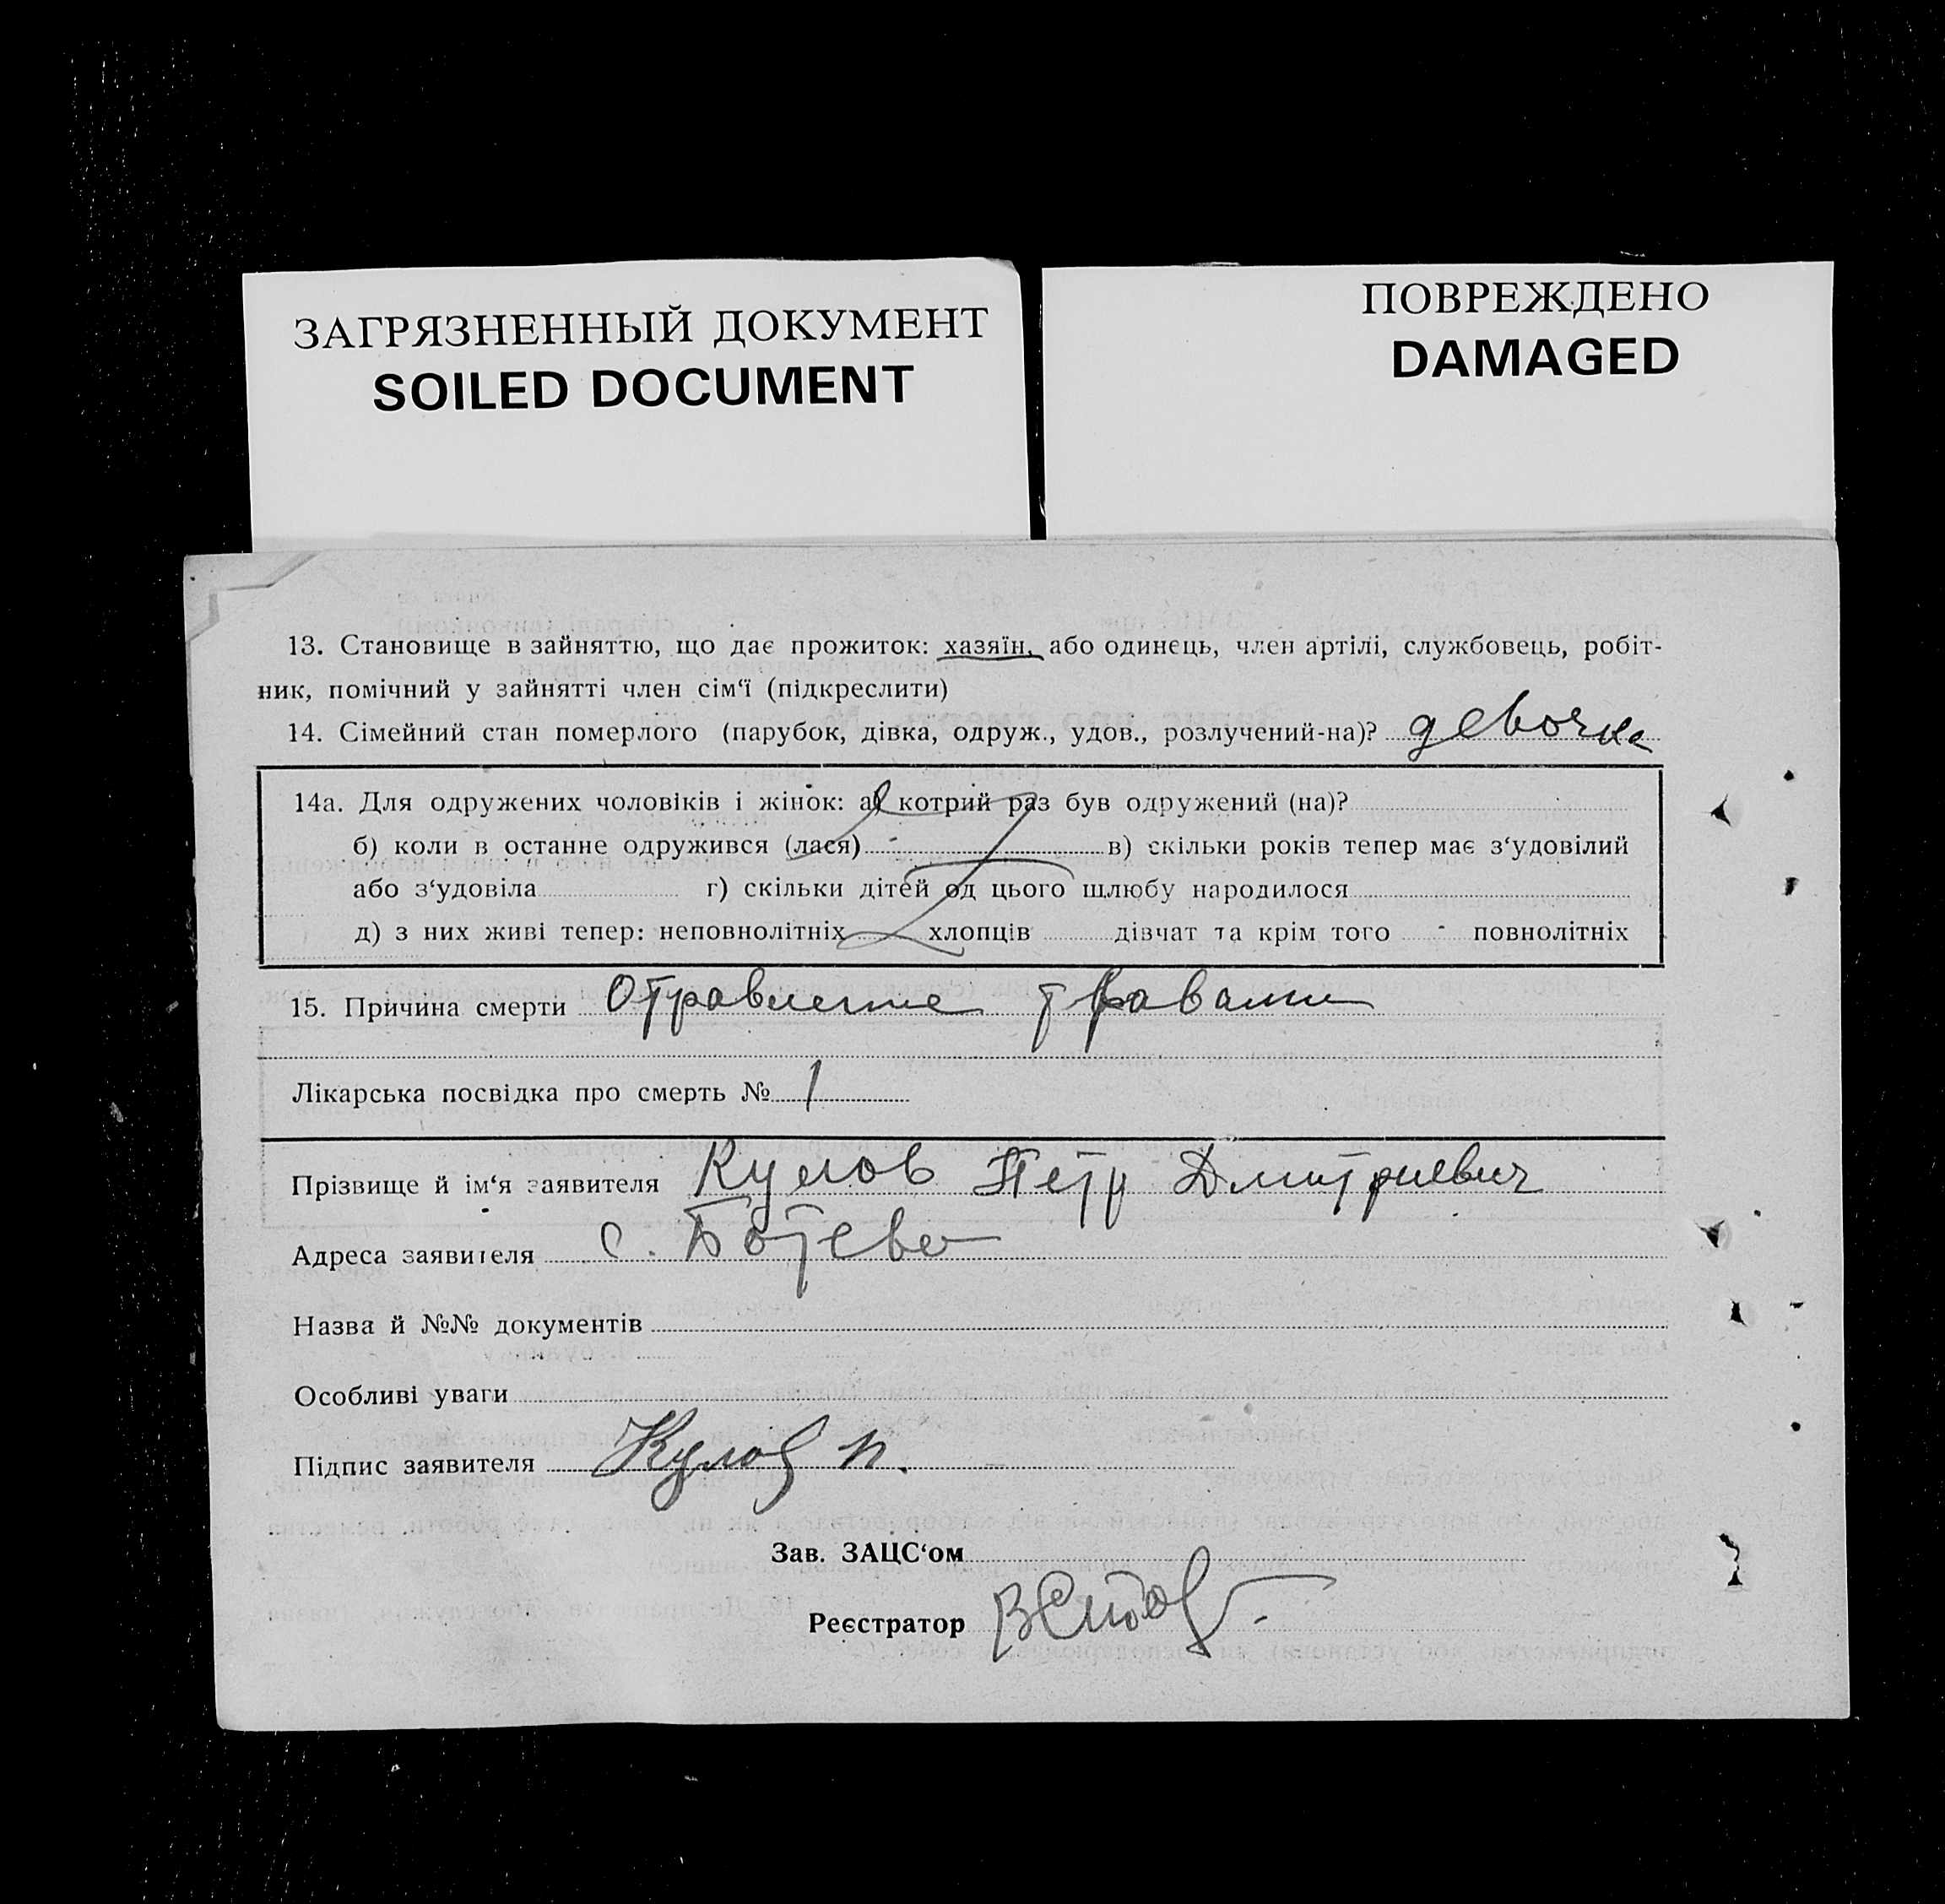 ЗАГРЯЗНЕННЫЙ ДОКУМЕНТ
SOILED DOCUMENT
ПОВРЕЖДЕНО
DAMAGED
13. Становище в зайняттю, що дає прожиток: хазяїн, або одинець, член артілі, службовець, робіт-
ник, помічний у зайнятті член сім‘ї (підкреслити)
14. Сімейний стан померлого (парубок, дівка, одруж., удов., розлучений-на)? девочка
14а. Для одружених чоловіків і жінок: а) котрий раз був одружений (на)?
б) коли в останнє одружився (лася) в) скільки років тепер має з‘удовілий
або з‘удовіла г) скільки дітей од цього шлюбу народилося
д) з них живі тепер: неповнолітніх хлопців дівчат та крім того - повнолітніх
15. Причина смерти Отравление травами
Лікарська посвідка про смерть № 1
Прізвище й ім‘я заявителя Кулов Петр Дмитриевич
Адреса заявителя с. Ботево
Назва й №№ документів
Особливі уваги
Підпис заявителя Кулов п.
Зав. ЗАЦС‘ом
Реєстратор